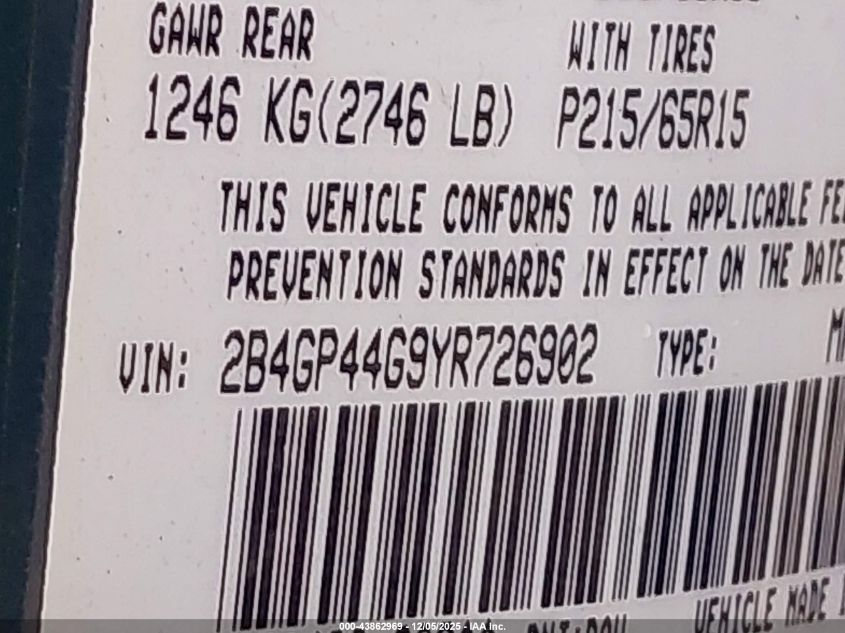 GAWR REAR WITH TIRES
1246 KG(2746 LB) P215/65R15
THIS VEHICLE CONFORMS TO ALL APPLICABLE
PREVENTION STANDARDS IN EFFECT ON THE DATE
VIN: 2B4GP44G9YR726902 TYPE:
VEHICLE MADE
000-43862969 - 12/05/2025 - IAA Inc.